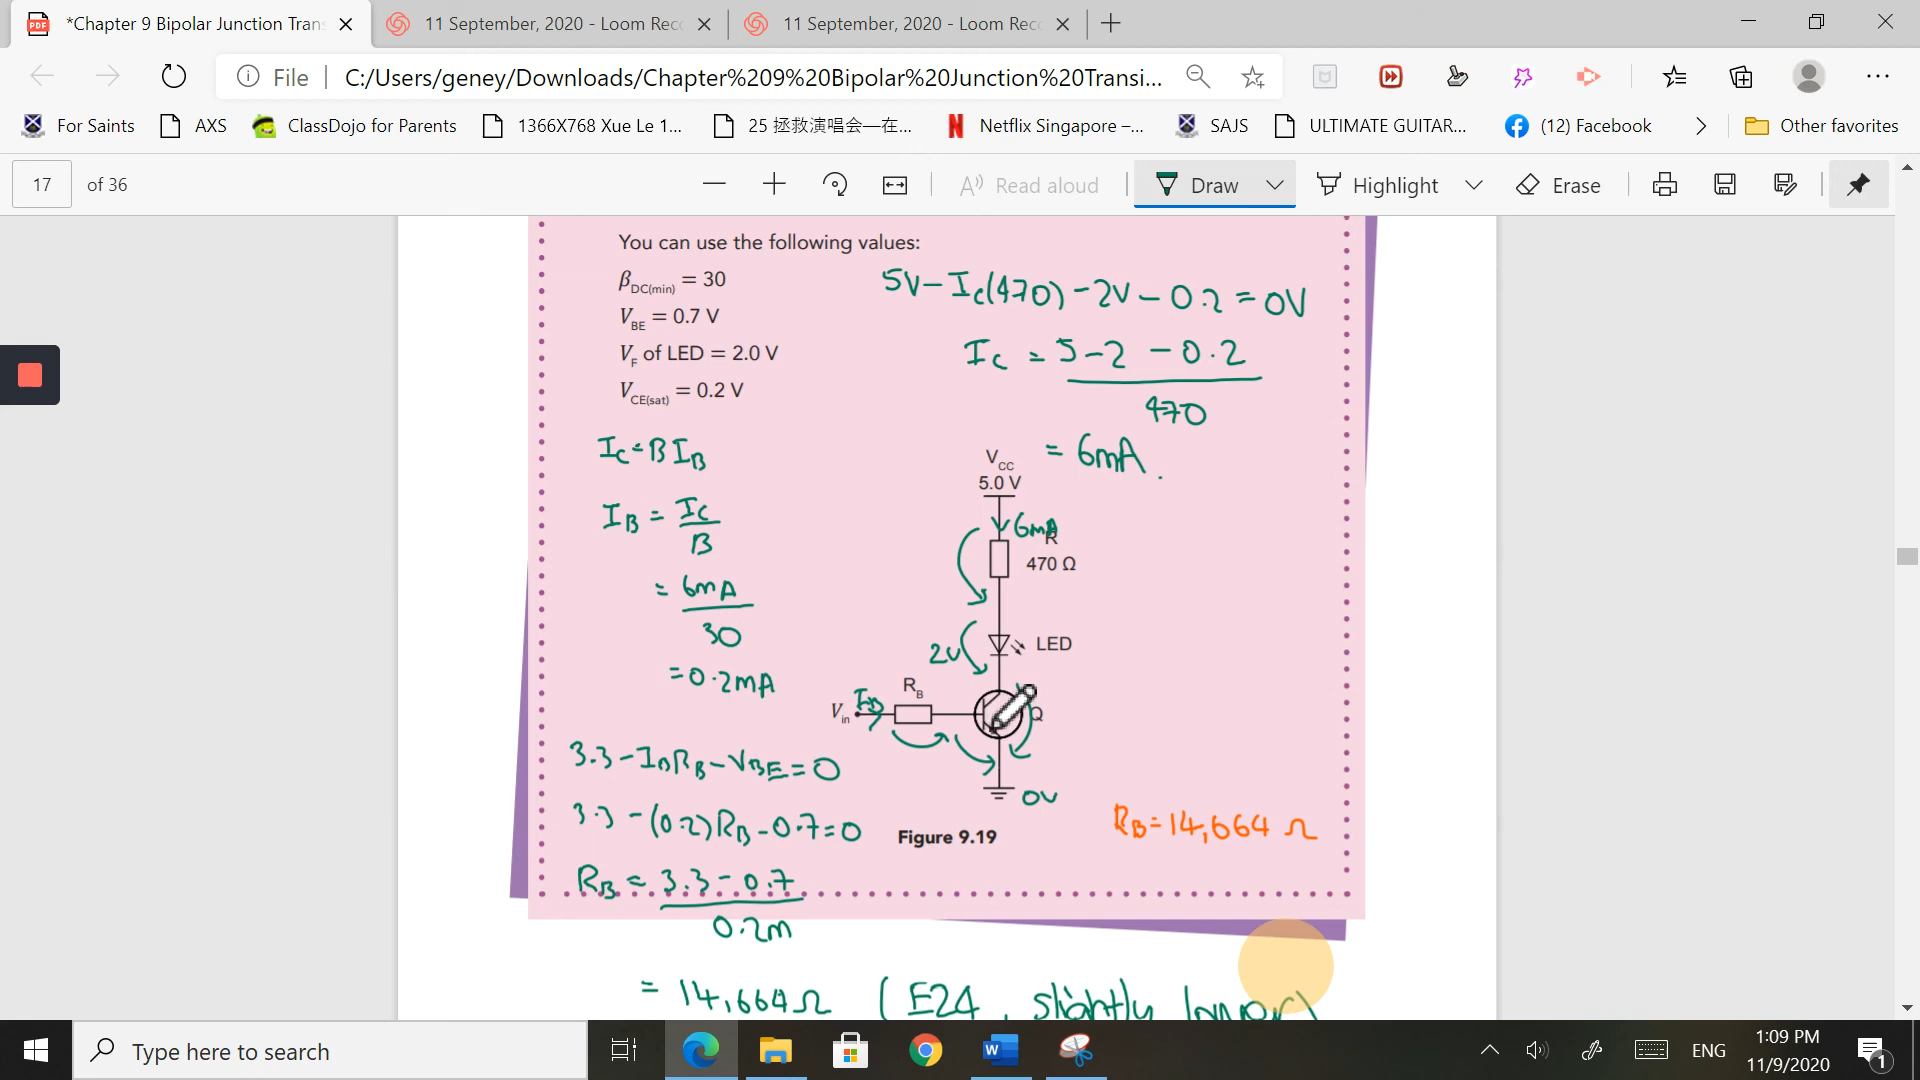 *Chapter 9 Bipolar Junction Tran
11 September, 2020 - Loom Rec
11 September, 2020 - Loom Rec
File
C:/Users/geney/Downloads/Chapter%209%20Bipolar%20Junction%20Transi...
For Saints
AXS
ClassDojo for Parents
1366X768 Xue Le 1...
25 拯救演唱会—在...
Netflix Singapore –...
SAJS
ULTIMATE GUITAR...
(12) Facebook
Other favorites
17 of 36
Read aloud
Draw
Highlight
Erase
You can use the following values:
βDC(min) = 30
VBE = 0.7 V
VF of LED = 2.0 V
VCE(sat) = 0.2 V
5V - Ic(470) - 2V - 0.2 = 0V
Ic = 5-2 - 0.2
470
= 6mA.
Ic = B IB
IB = Ic
B
= 6mA
30
= 0.2mA
VCC
5.0 V
6mA
R
470 Ω
2V
LED
RB
Vin
IB
Q
0V
3.3 - IBRB - VBE = 0
3.3 - (0.2)RB - 0.7 = 0
Figure 9.19
RB = 14,664 Ω
RB = 3.3 - 0.7
0.2m
= 14,664Ω (E24, slightly lower)
Type here to search
ENG
1:09 PM
11/9/2020
1